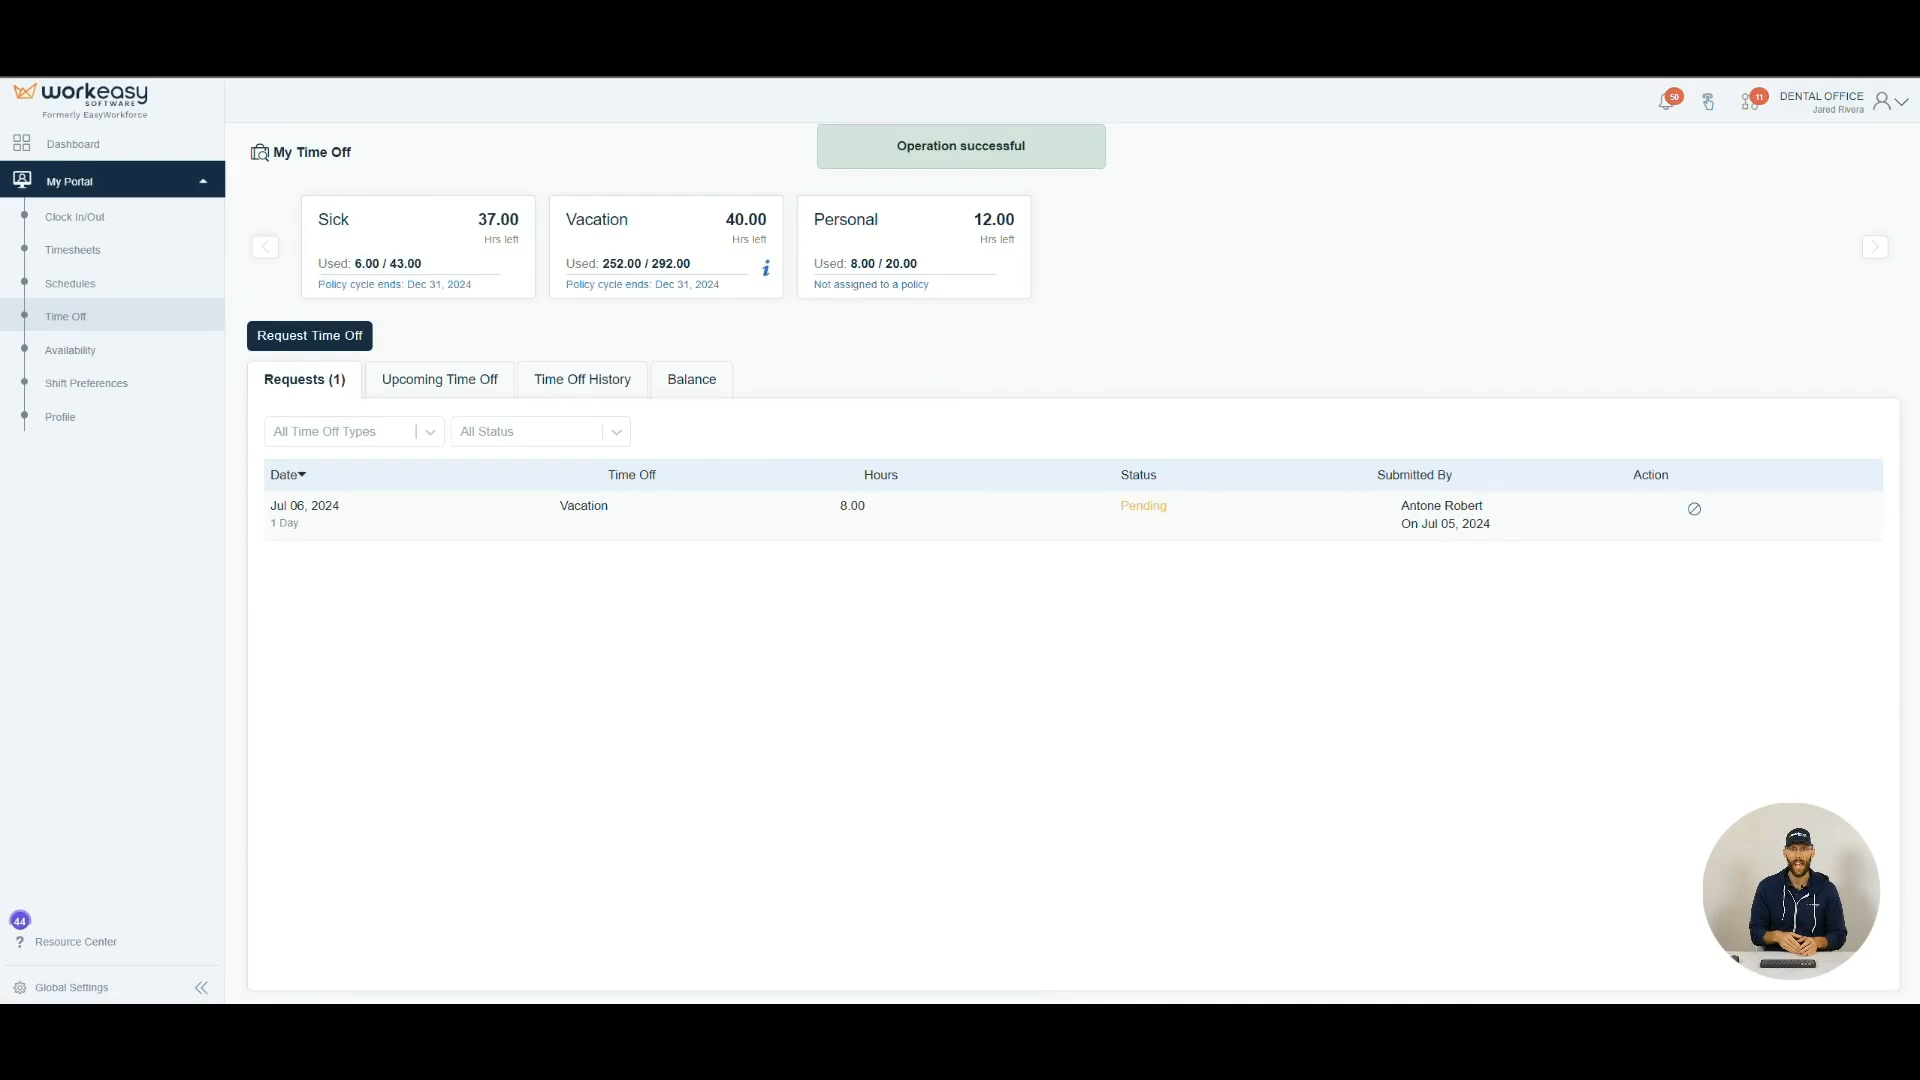 workeasy
SOFTWARE
Formerly EasyWorkforce
50
11
DENTAL OFFICE
Jared Rivera
Dashboard
My Portal
Clock In/Out
Timesheets
Schedules
Time Off
Availability
Shift Preferences
Profile
44
? Resource Center
Global Settings
My Time Off
Operation successful
Sick 37.00
Hrs left
Used: 6.00 / 43.00
Policy cycle ends: Dec 31, 2024
Vacation 40.00
Hrs left
Used: 252.00 / 292.00
i
Policy cycle ends: Dec 31, 2024
Personal 12.00
Hrs left
Used: 8.00 / 20.00
Not assigned to a policy
Request Time Off
Requests (1) Upcoming Time Off Time Off History Balance
All Time Off Types All Status
Date Time Off Hours Status Submitted By Action
Jul 06, 2024 Vacation 8.00 Pending Antone Robert
1 Day On Jul 05, 2024